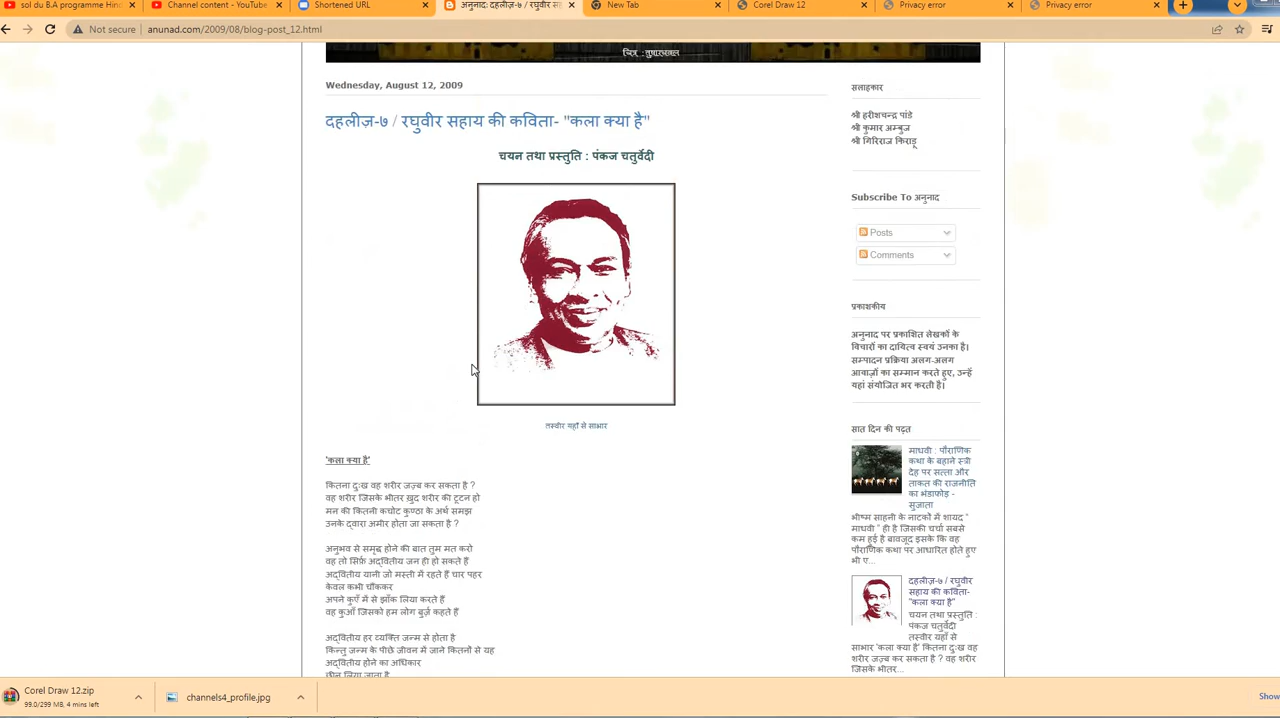 sol du B.A programme Hin
Channel content - YouTube
Shortened URL
अनुनाद: दहलीज़-७ / रघुवीर स
New Tab
Corel Draw 12
Privacy error
Privacy error
Not secure
anunad.com/2009/08/blog-post_12.html
चित्र : तुषारधवल
Wednesday, August 12, 2009
दहलीज़-७ / रघुवीर सहाय की कविता- "कला क्या है"
चयन तथा प्रस्तुति : पंकज चतुर्वेदी
तस्वीर यहाँ से साभार
'कला क्या है'
कितना दुःख वह शरीर जज़्ब कर सकता है ?
वह शरीर जिसके भीतर ख़ुद शरीर की टूटन हो
मन की कितनी कचोट कुण्ठा के अर्थ समझ
उनके द्वारा अमीर होता जा सकता है ?
अनुभव से समृद्ध होने की बात तुम मत करो
वह तो सिर्फ़ अद्वितीय जन ही हो सकते हैं
अद्वितीय यानी जो मस्ती में रहते हैं चार पहर
केवल कभी चौंककर
अपने कुएँ में से झाँक लिया करते हैं
वह कुआँ जिसको हम लोग बुर्ज़ कहते हैं
अद्वितीय हर व्यक्ति जन्म से होता है
किन्तु जन्म के पीछे जीवन में जाने कितनों से यह
अद्वितीय होने का अधिकार
छीन लिया जाता है
सलाहकार
श्री हरीशचन्द्र पांडे
श्री कुमार अम्बुज
श्री गिरिराज किराडू
Subscribe To अनुनाद
Posts
Comments
प्रकाशकीय
अनुनाद पर प्रकाशित लेखकों के
विचारों का दायित्व स्वयं उनका है।
सम्पादन प्रक्रिया अलग-अलग
आवाज़ों का सम्मान करते हुए, उन्हें
यहां संयोजित भर करती है।
सात दिन की पढ़त
माधवी : पौराणिक
कथा के बहाने स्त्री
देह पर सत्ता और
ताकत की राजनीति
का भंडाफोड़ -
सुजाता
भीष्म साहनी के नाटकों में शायद "
माधवी " ही है जिसकी चर्चा सबसे
कम हुई है बावजूद इसके कि वह
पौराणिक कथा पर आधारित होते हुए
भी ए...
दहलीज़-७ / रघुवीर
सहाय की कविता-
"कला क्या है"
चयन तथा प्रस्तुति :
पंकज चतुर्वेदी
तस्वीर यहाँ से
साभार 'कला क्या है' कितना दुःख वह
शरीर जज़्ब कर सकता है ? वह शरीर
जिसके भीतर...
Corel Draw 12.zip
99.0/299 MB, 4 mins left
channels4_profile.jpg
Show